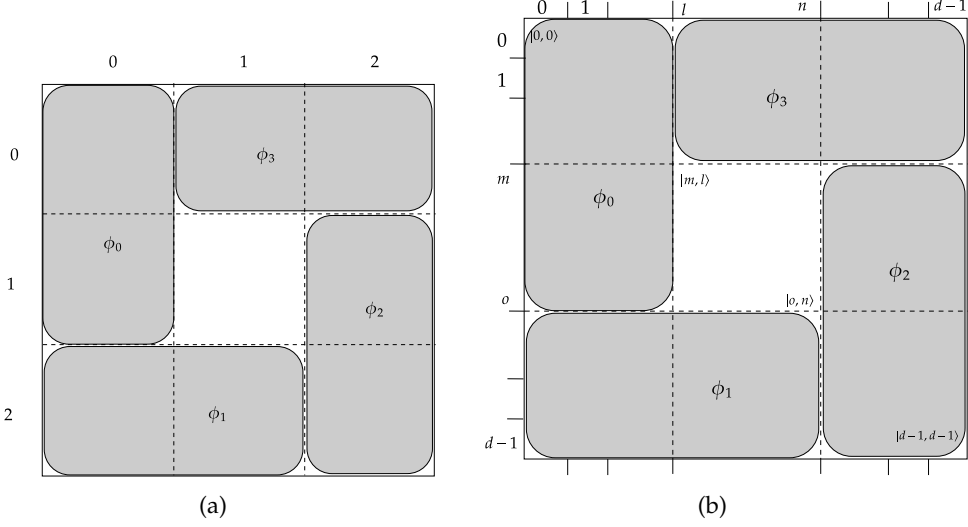 0 1 2
0
1
2
ϕ₀
ϕ₃
ϕ₂
ϕ₁
(a)
0 1 l n d−1
0
1
m
o
d−1
|0,0⟩
ϕ₃
|m,l⟩
ϕ₀
ϕ₂
|o,n⟩
ϕ₁
|d−1,d−1⟩
(b)